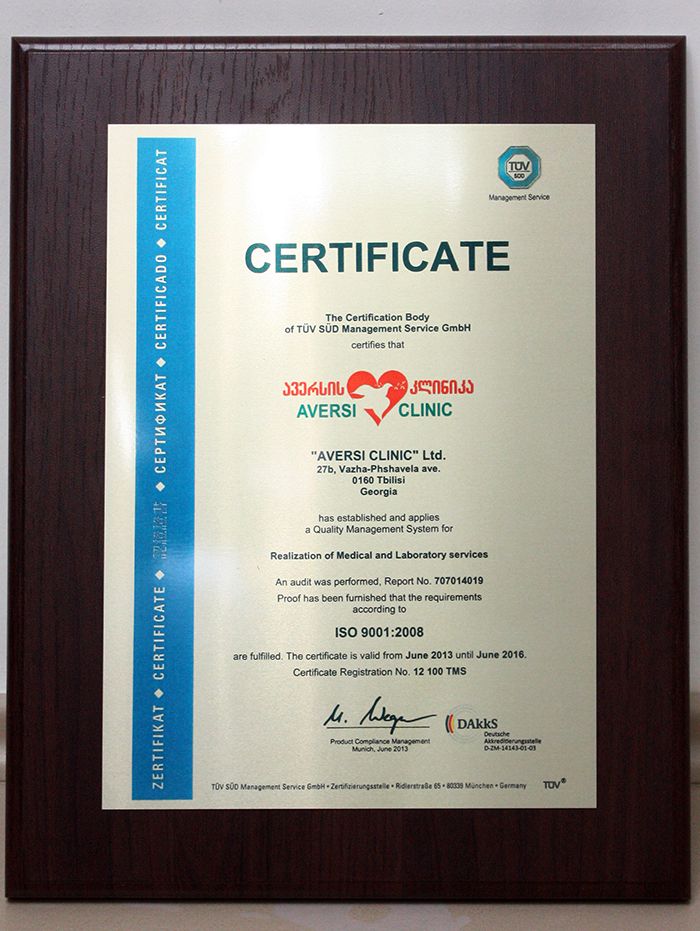 TÜV
SÜD
Management Service
CERTIFICATE
The Certification Body
of TÜV SÜD Management Service GmbH
certifies that
ავერსის კლინიკა
AVERSI CLINIC
"AVERSI CLINIC" Ltd.
27b, Vazha-Phshavela ave.
0160 Tbilisi
Georgia
has established and applies
a Quality Management System for
Realization of Medical and Laboratory services
An audit was performed, Report No. 707014019
Proof has been furnished that the requirements
according to
ISO 9001:2008
are fulfilled. The certificate is valid from June 2013 until June 2016.
Certificate Registration No. 12 100 TMS
Product Compliance Management
Munich, June 2013
DAkkS
Deutsche
Akkreditierungsstelle
D-ZM-14143-01-03
TÜV SÜD Management Service GmbH • Zertifizierungsstelle • Ridlerstraße 65 • 80339 München • Germany
TÜV®
ZERTIFIKAT ◆ CERTIFICATE ◆ 認證證書 ◆ СЕРТИФИКАТ ◆ CERTIFICADO ◆ CERTIFICAT